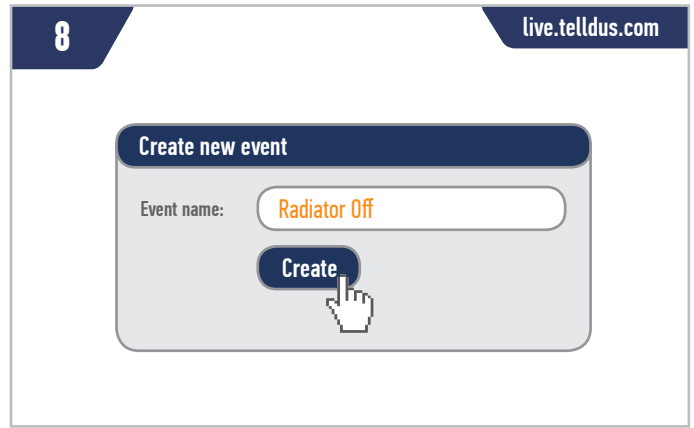 8
live.telldus.com
Create new event
Event name:
Radiator Off
Create